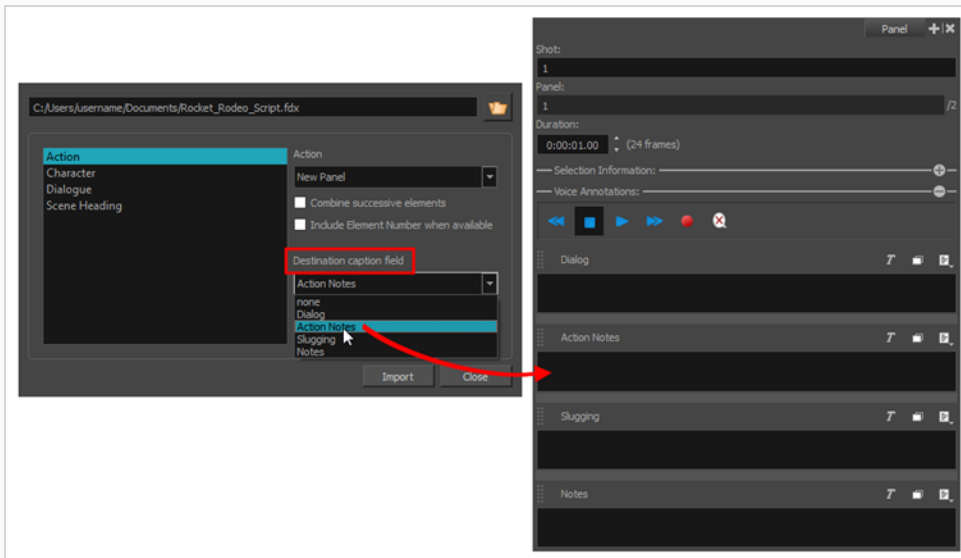 C:/Users/username/Documents/Rocket_Rodeo_Script.fdx
Action
Character
Dialogue
Scene Heading
Action
New Panel
Combine successive elements
Include Element Number when available
Destination caption field
Action Notes
none
Dialog
Action Notes
Slugging
Notes
Import Close
Panel
Shot:
1
Panel:
1 /2
Duration:
0:00:01.00 (24 frames)
Selection Information:
Voice Annotations:
Dialog
Action Notes
Slugging
Notes